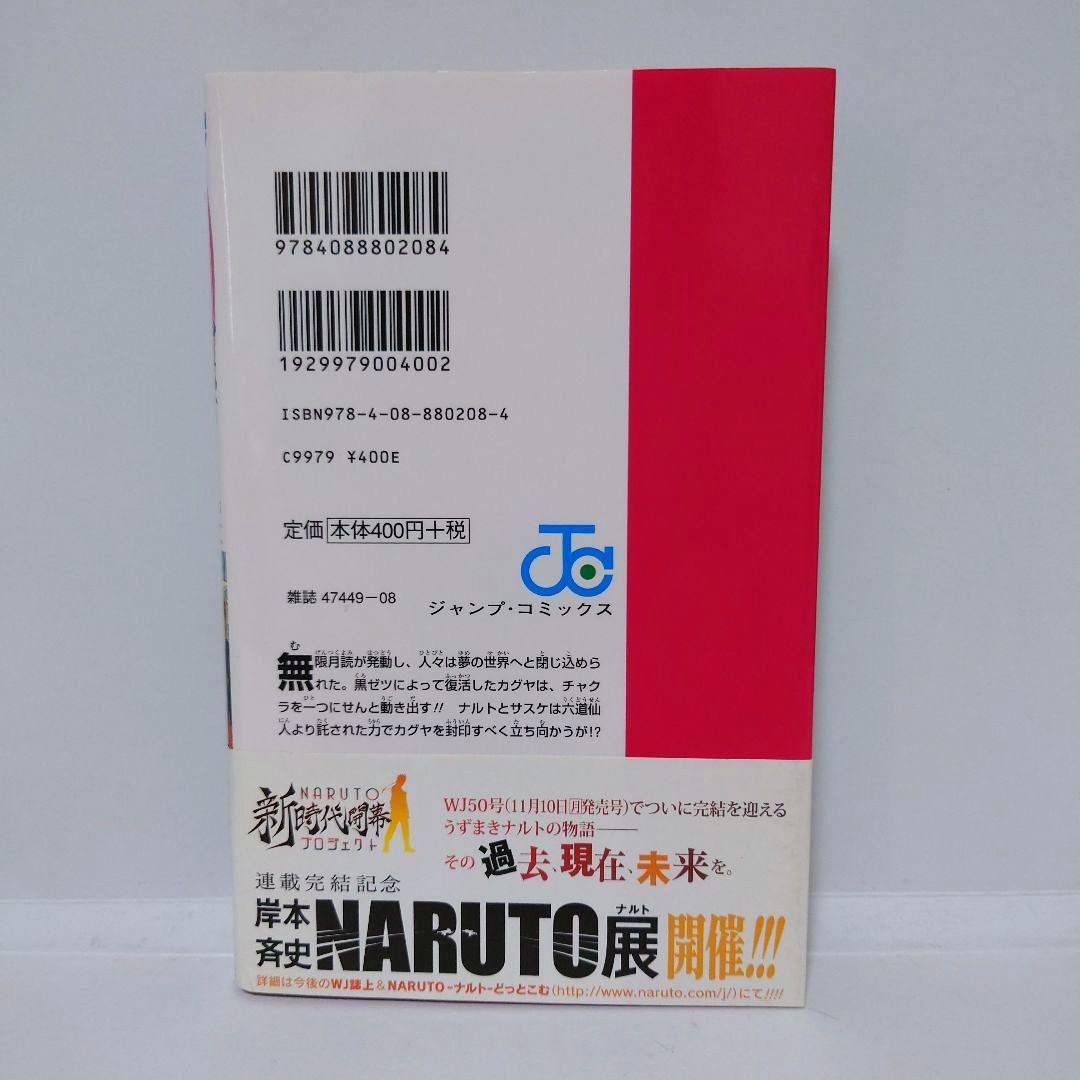 9784088802084
1929979004002
ISBN978-4-08-880208-4
C9979 ¥400E
定価 本体400円+税
雑誌 47449-08
ジャンプ・コミックス
無限月読が発動し、人々は夢の世界へと閉じ込めら
れた。黒ゼツによって復活したカグヤは、チャク
ラを一つにせんと動き出す!! ナルトとサスケは六道仙
人より託された力でカグヤを封印すべく立ち向かうが!?
NARUTO
新時代開幕
プロジェクト
WJ50号(11月10日月発売号)でついに完結を迎える
うずまきナルトの物語――
その過去、現在、未来を。
連載完結記念
岸本斉史NARUTO展開催!!!
ナルト
詳細は今後のWJ誌上&NARUTO-ナルト-どっとこむ(http://www.naruto.com/j/)にて!!!!